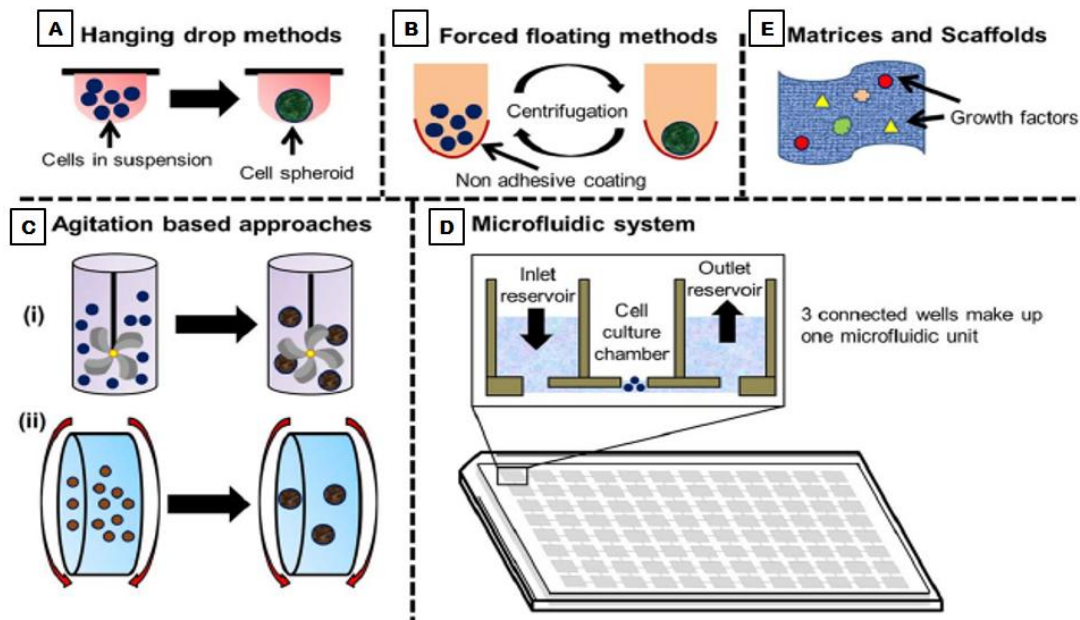 A Hanging drop methods
Cells in suspension
Cell spheroid
B Forced floating methods
Centrifugation
Non adhesive coating
E Matrices and Scaffolds
Growth factors
C Agitation based approaches
(i)
(ii)
D Microfluidic system
Inlet
reservoir
Outlet
reservoir
Cell
culture
chamber
3 connected wells make up
one microfluidic unit